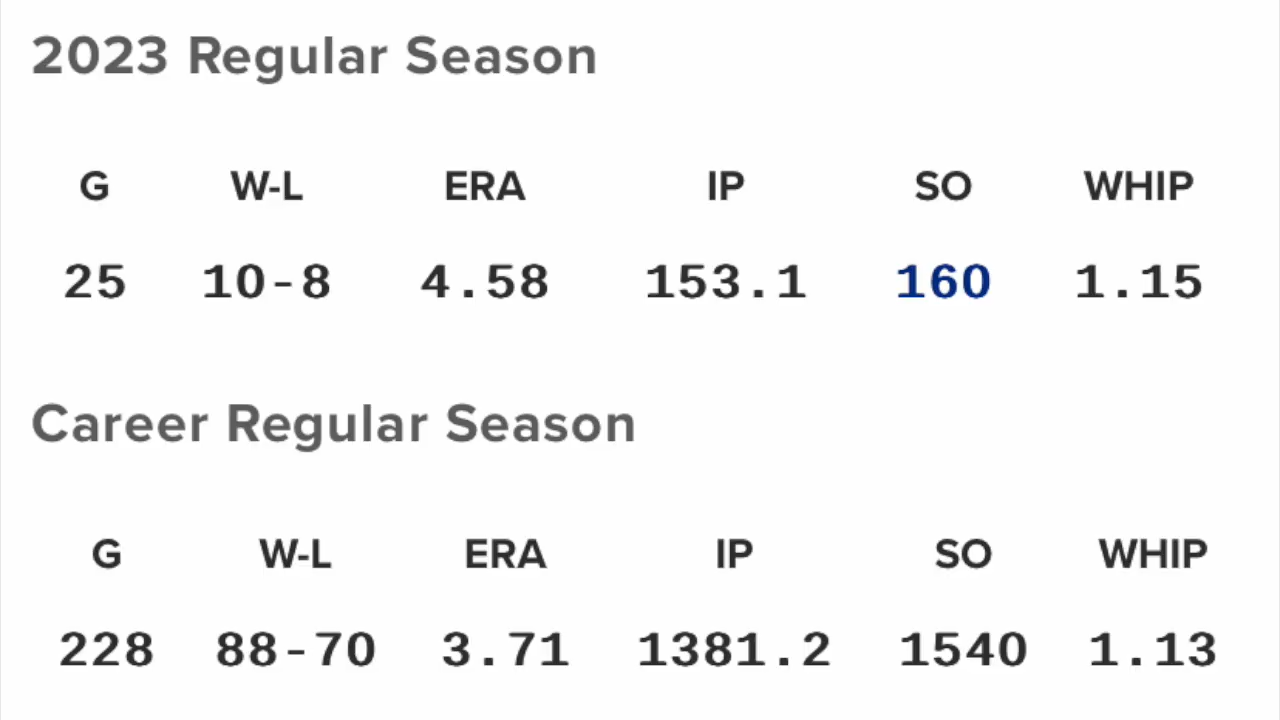 2023 Regular Season
G W-L ERA IP SO WHIP
25 10-8 4.58 153.1 160 1.15
Career Regular Season
G W-L ERA IP SO WHIP
228 88-70 3.71 1381.2 1540 1.13